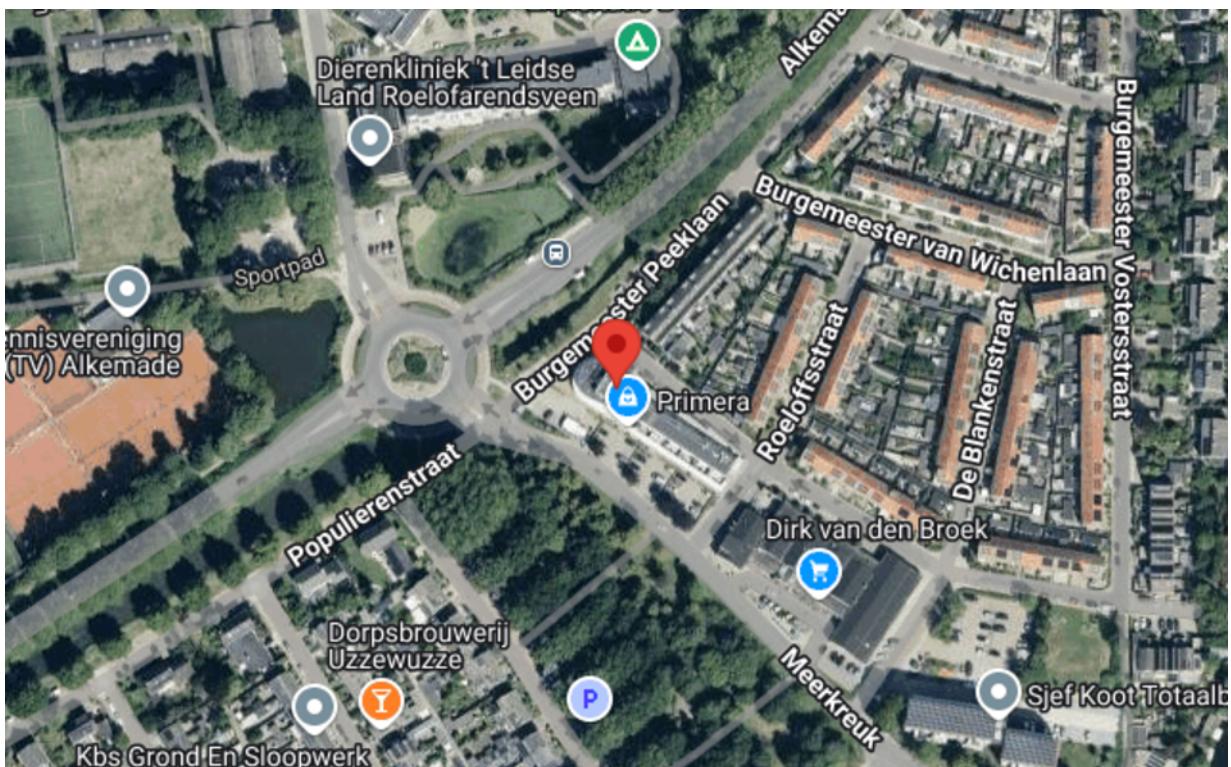 Dierenkliniek 't Leidse
Land Roelofarendsveen
Alkema
Burgemeester Vostersstraat
Burgemeester van Wichenlaan
Burgemeester Peeklaan
Sportpad
ennisvereniging
(TV) Alkemade
Primera
Roeloffsstraat
De Blankenstraat
Populierenstraat
Dirk van den Broek
Dorpsbrouwerij
Uzzewuzze
P
Meerkreuk
Sjef Koot Totaalb
Kbs Grond En Sloopwerk